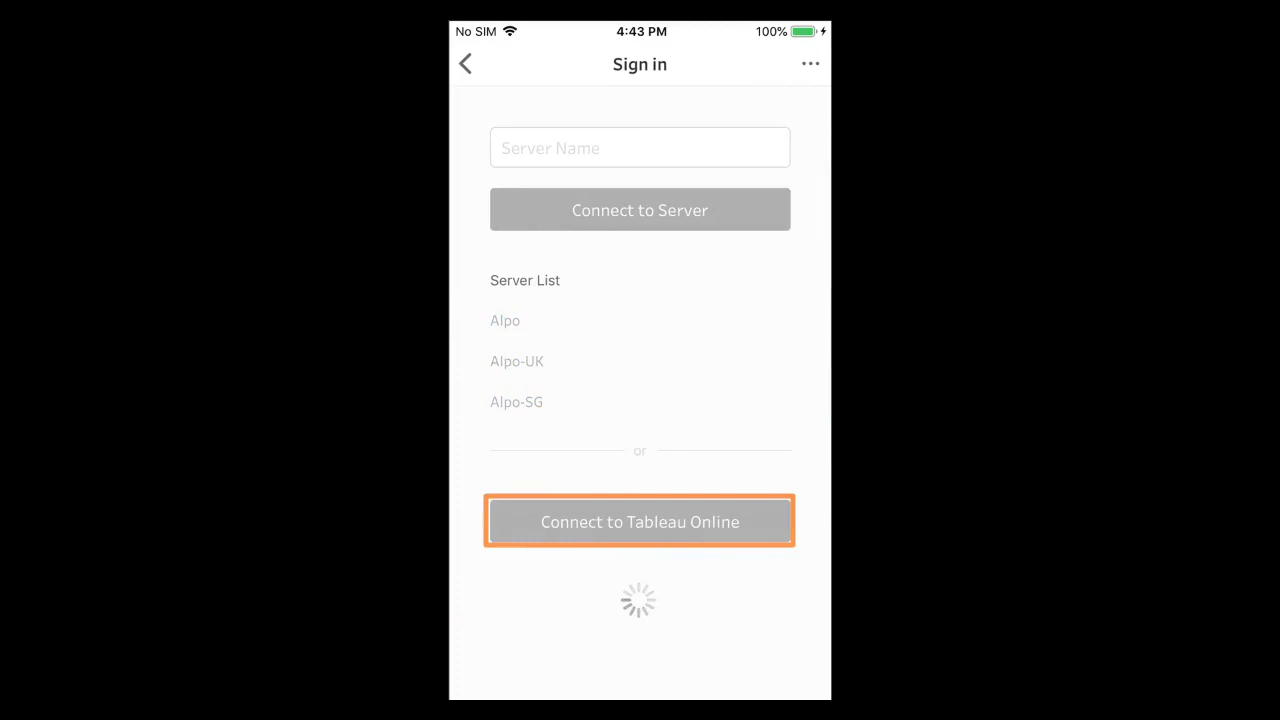 No SIM 4:43 PM 100%
Sign in
Server Name
Connect to Server
Server List
Alpo
Alpo-UK
Alpo-SG
or
Connect to Tableau Online